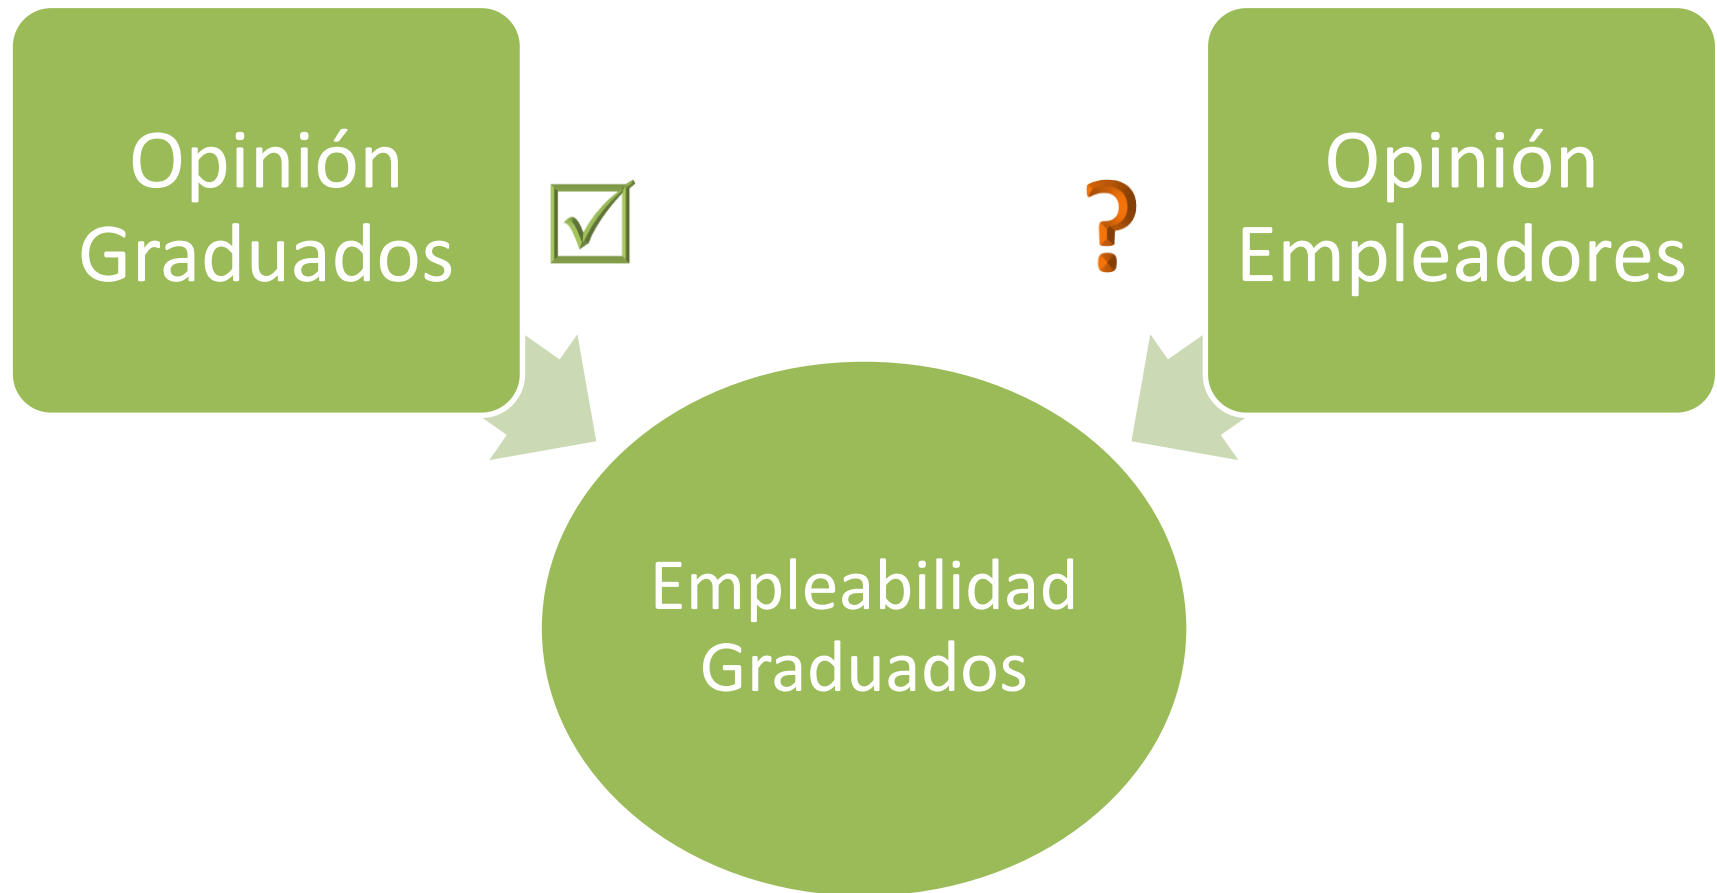 Opinión
Graduados
?
Opinión
Empleadores
Empleabilidad
Graduados